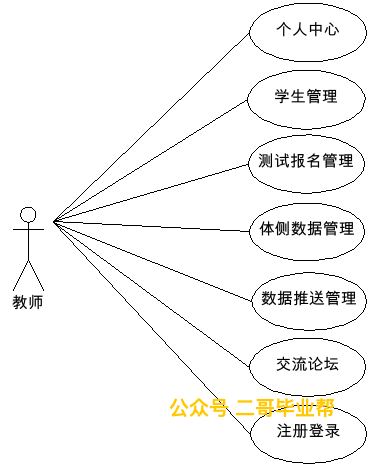 个人中心
学生管理
测试报名管理
体侧数据管理
教师
数据推送管理
交流论坛
公众号 二哥毕业帮
注册登录